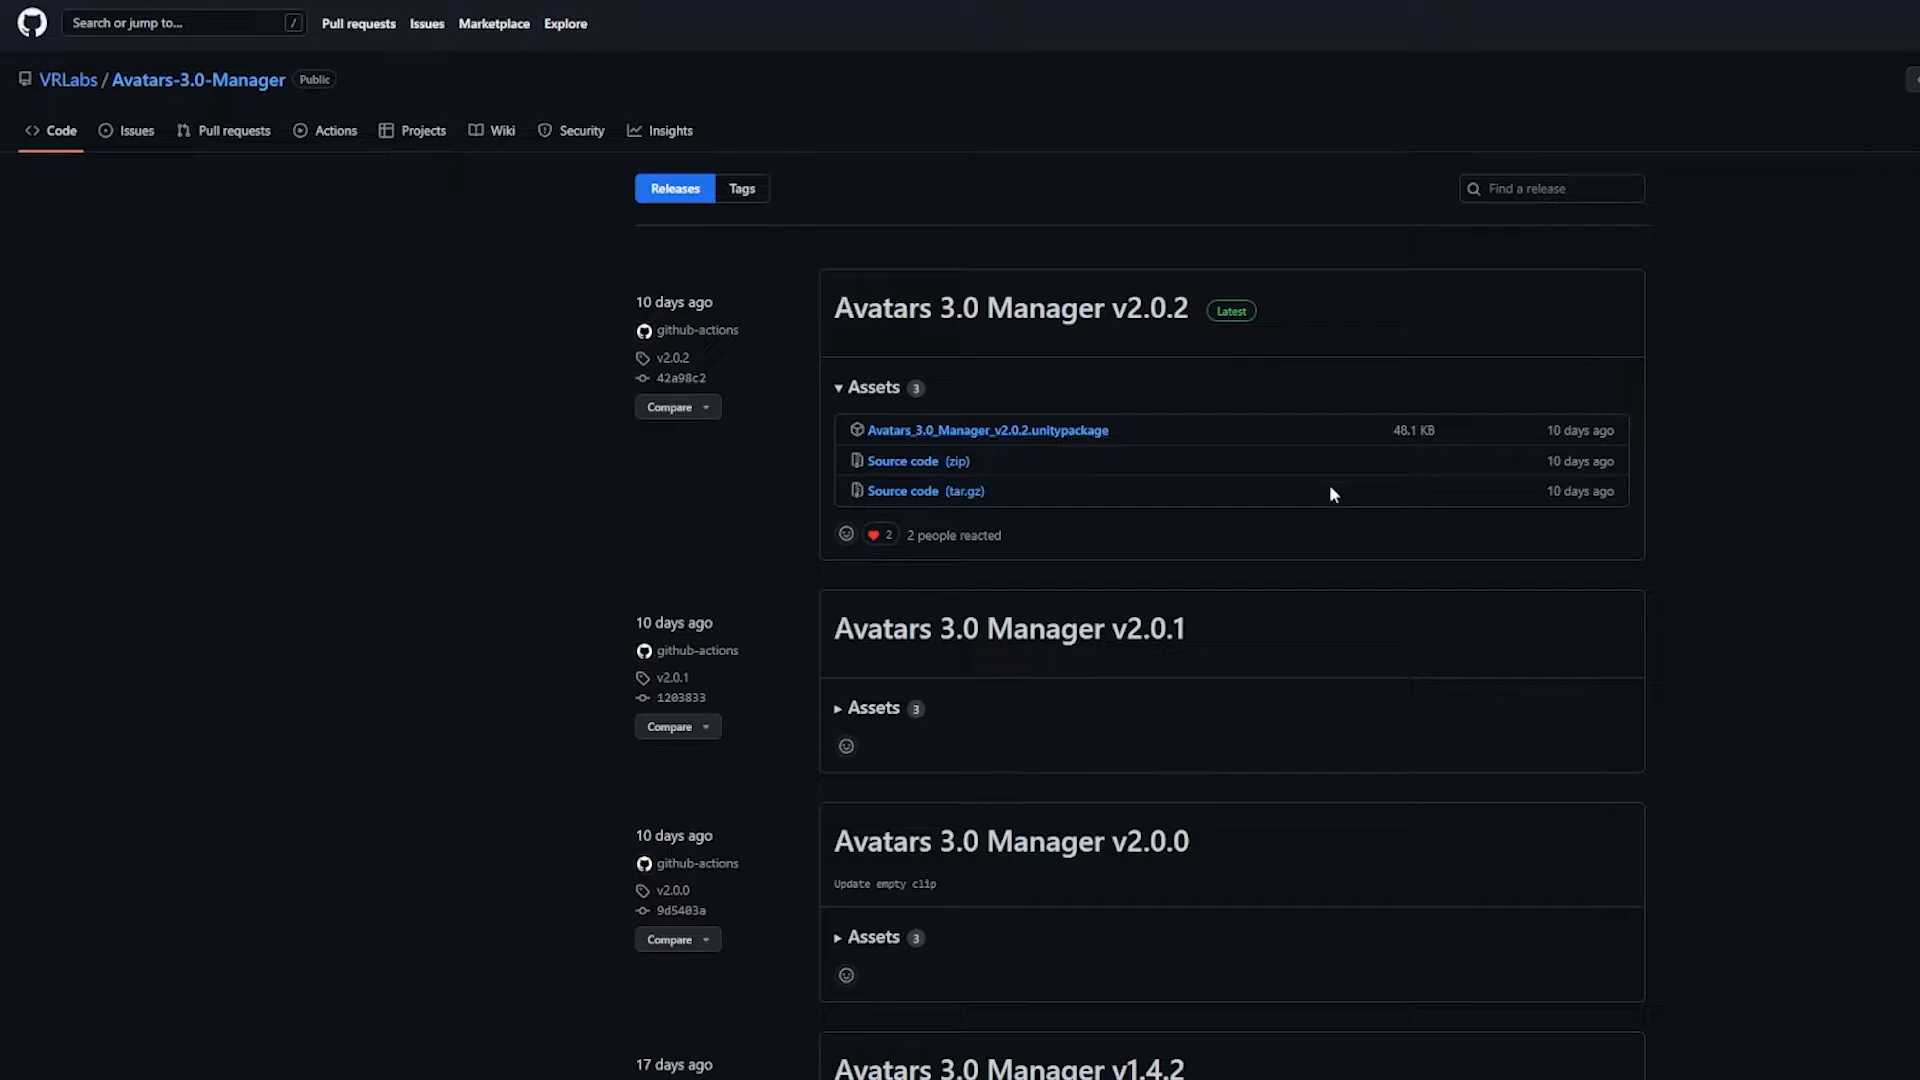 Search or jump to... /
Pull requests Issues Marketplace Explore
VRLabs / Avatars-3.0-Manager Public
Code Issues Pull requests Actions Projects Wiki Security Insights
Releases Tags
Find a release
10 days ago
github-actions
v2.0.2
42a98c2
Compare
Avatars 3.0 Manager v2.0.2 Latest
Assets 3
Avatars_3.0_Manager_v2.0.2.unitypackage 48.1 KB 10 days ago
Source code (zip) 10 days ago
Source code (tar.gz) 10 days ago
2 2 people reacted
10 days ago
github-actions
v2.0.1
1203833
Compare
Avatars 3.0 Manager v2.0.1
Assets 3
10 days ago
github-actions
v2.0.0
9d5403a
Compare
Avatars 3.0 Manager v2.0.0
Update empty clip
Assets 3
17 days ago
Avatars 3.0 Manager v1.4.2